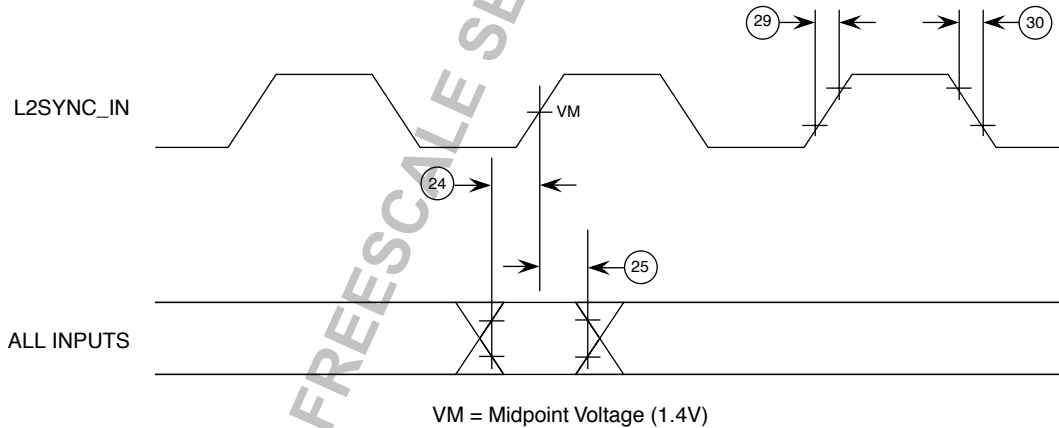 FREESCALE SE
29
30
L2SYNC_IN
VM
24
25
ALL INPUTS
VM = Midpoint Voltage (1.4V)